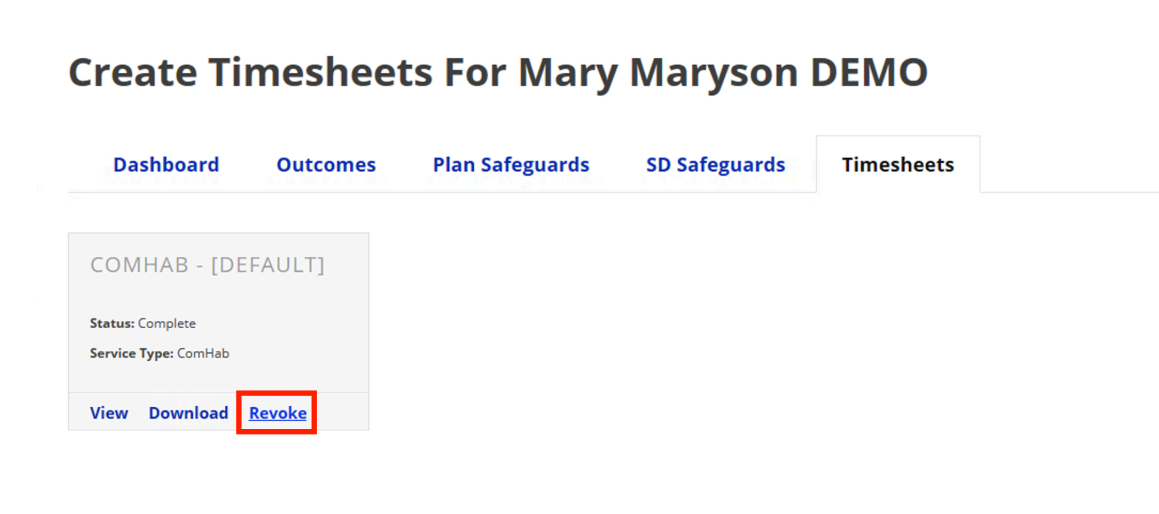 Create Timesheets For Mary Maryson DEMO
Dashboard Outcomes Plan Safeguards SD Safeguards Timesheets
COMHAB - [DEFAULT]
Status: Complete
Service Type: ComHab
View Download Revoke